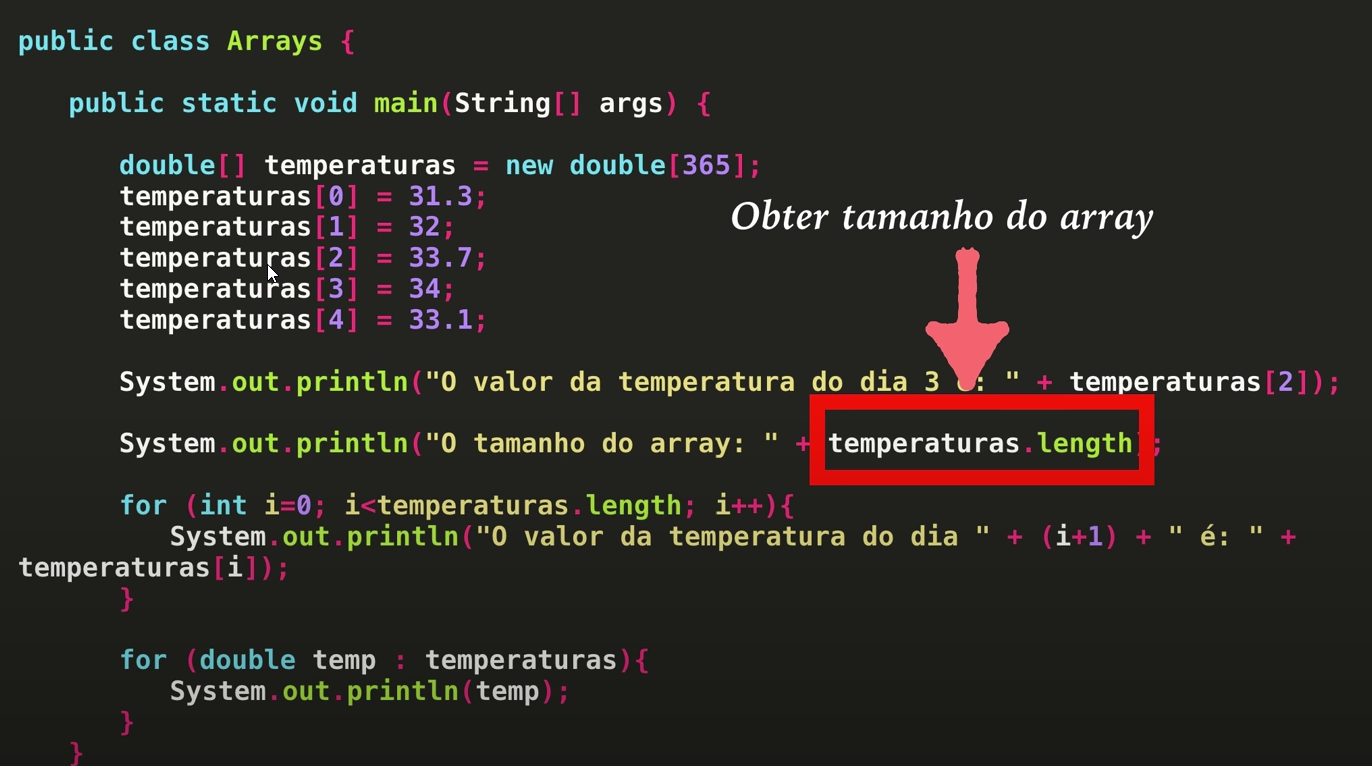 public class Arrays {
public static void main(String[] args) {
double[] temperaturas = new double[365];
temperaturas[0] = 31.3;
temperaturas[1] = 32;
Obter tamanho do array
temperaturas[2] = 33.7;
temperaturas[3] = 34;
temperaturas[4] = 33.1;
System.out.println("O valor da temperatura do dia 3 é: " + temperaturas[2]);
System.out.println("O tamanho do array: " + temperaturas.length);
for (int i=0; i<temperaturas.length; i++){
System.out.println("O valor da temperatura do dia " + (i+1) + " é: " +
temperaturas[i]);
}
for (double temp : temperaturas){
System.out.println(temp);
}
}